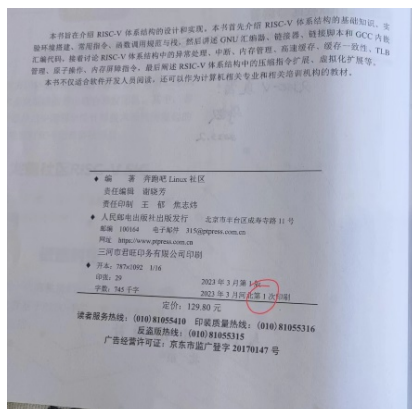 本书旨在介绍 RISC-V 体系结构的设计和实现。本书首先介绍 RISC-V 体系结构的基础知识、实
验环境搭建、常用指令、函数调用规范与栈，然后讲述 GNU 汇编器、链接器、链接脚本和 GCC 内嵌
汇编代码，接着讨论 RISC-V 体系结构中的异常处理、中断、内存管理、高速缓存、缓存一致性、TLB
管理、原子操作、内存屏障指令，最后阐述 RSIC-V 体系结构中的压缩指令扩展、虚拟化扩展等。
本书不仅适合软件开发人员阅读，还可以作为计算机相关专业和相关培训机构的教材。
♦ 编 著 奔跑吧 Linux 社区
责任编辑 谢晓芳
责任印制 王 郁 焦志炜
♦ 人民邮电出版社出版发行 北京市丰台区成寿寺路 11 号
邮编 100164 电子邮件 315@ptpress.com.cn
网址 https://www.ptpress.com.cn
三河市君旺印务有限公司印刷
♦ 开本：787×1092 1/16
印张：29 2023 年 3 月第 1 版
字数：745 千字 2023 年 3 月河北第 1 次印刷
定价：129.80 元
读者服务热线：(010)81055410 印装质量热线：(010)81055316
反盗版热线：(010)81055315
广告经营许可证：京东市监广登字 20170147 号